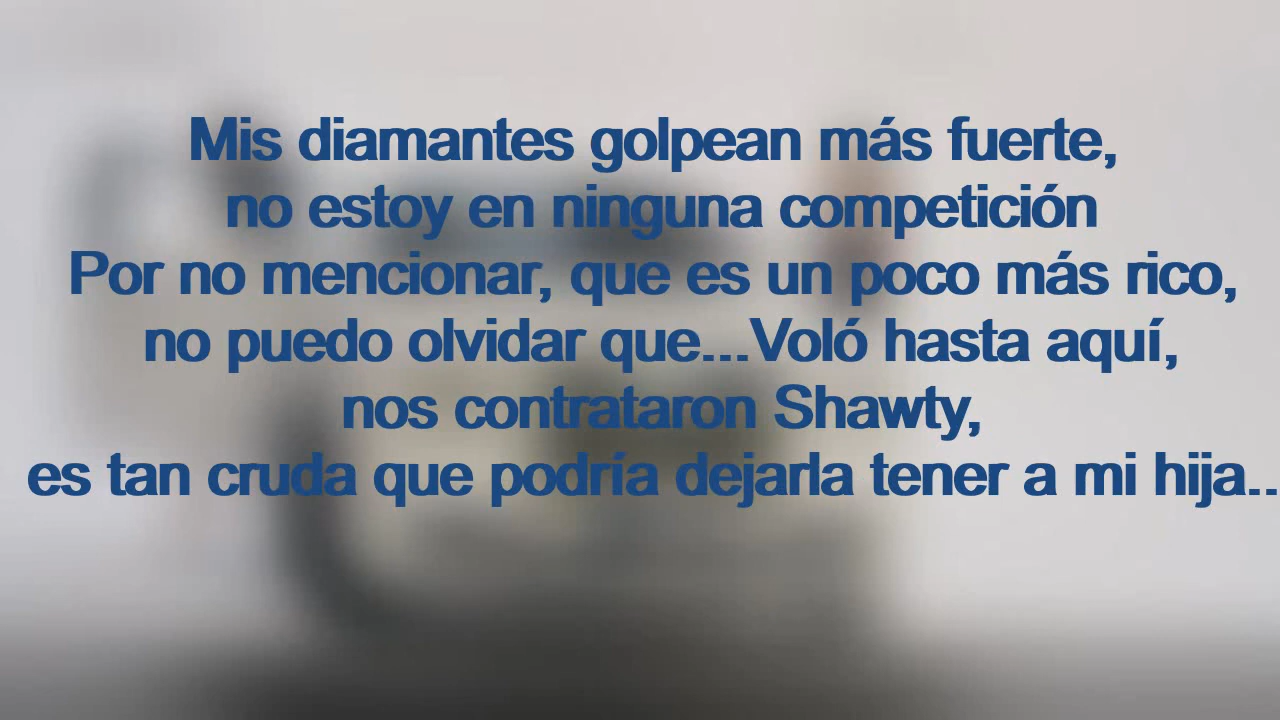 Mis diamantes golpean más fuerte,
no estoy en ninguna competición
Por no mencionar, que es un poco más rico,
no puedo olvidar que...Voló hasta aquí,
nos contrataron Shawty,
es tan cruda que podría dejarla tener a mi hija..